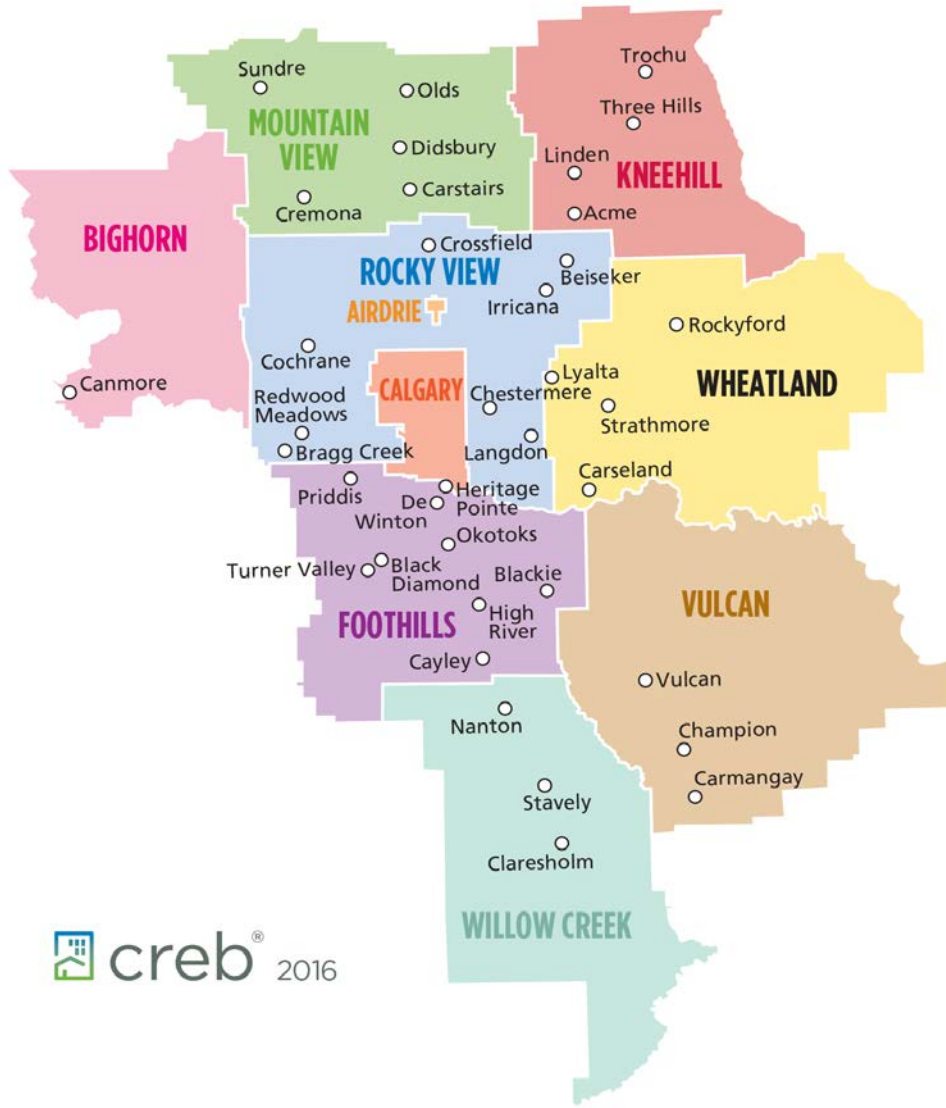 Sundre
Olds
MOUNTAIN
VIEW
Didsbury
Carstairs
Cremona
Trochu
Three Hills
Linden
KNEEHILL
Acme
BIGHORN
Canmore
Crossfield
ROCKY VIEW
Beiseker
Irricana
AIRDRIE
Cochrane
CALGARY
Chestermere
Redwood
Meadows
Bragg Creek
Langdon
Rockyford
Lyalta
WHEATLAND
Strathmore
Carseland
Priddis
Heritage
Pointe
De
Winton
Okotoks
Turner Valley
Black
Diamond
Blackie
FOOTHILLS
High
River
Cayley
VULCAN
Vulcan
Champion
Carmangay
Nanton
Stavely
Claresholm
WILLOW CREEK
creb® 2016